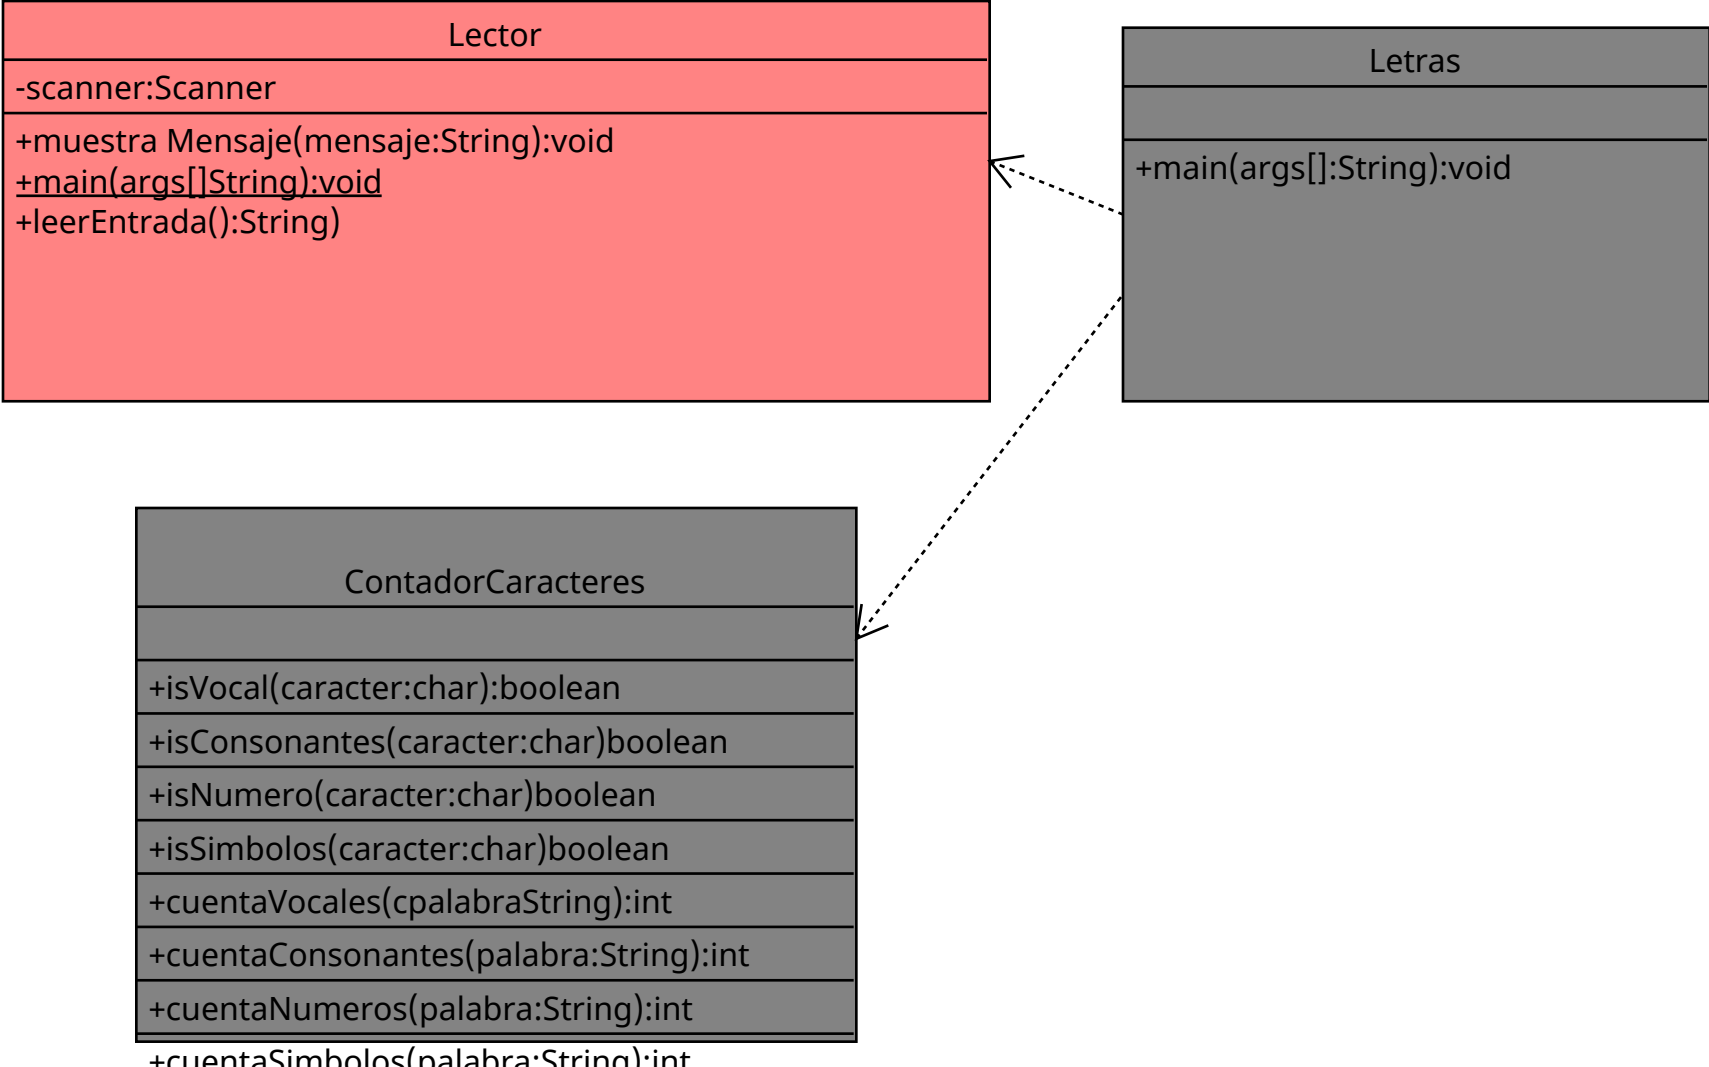 Lector
-scanner:Scanner
+muestra Mensaje(mensaje:String):void
+main(args[]String):void
+leerEntrada():String)
Letras
+main(args[]:String):void
ContadorCaracteres
+isVocal(caracter:char):boolean
+isConsonantes(caracter:char)boolean
+isNumero(caracter:char)boolean
+isSimbolos(caracter:char)boolean
+cuentaVocales(cpalabraString):int
+cuentaConsonantes(palabra:String):int
+cuentaNumeros(palabra:String):int
+cuentaSimbolos(palabra:String):int